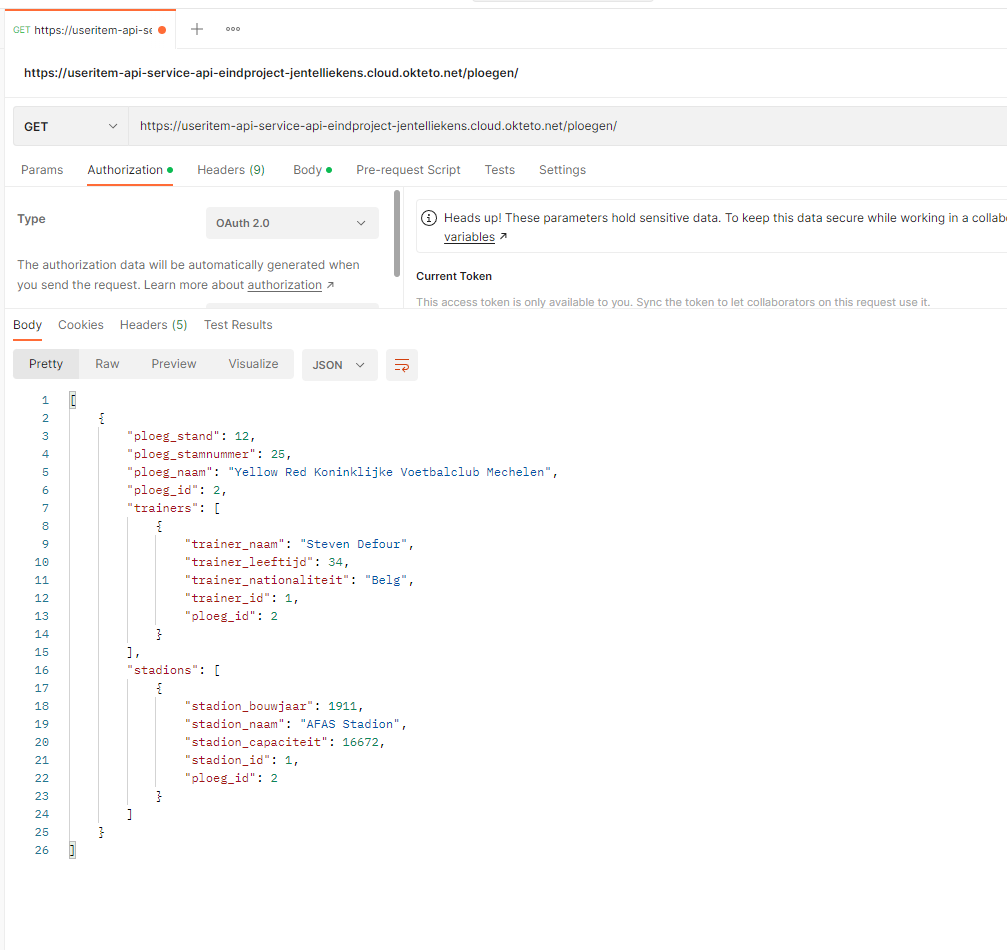 GET https://useritem-api-se
https://useritem-api-service-api-eindproject-jentelliekens.cloud.okteto.net/ploegen/
GET https://useritem-api-service-api-eindproject-jentelliekens.cloud.okteto.net/ploegen/
Params Authorization Headers (9) Body Pre-request Script Tests Settings
Type OAuth 2.0
The authorization data will be automatically generated when
you send the request. Learn more about authorization ↗
Heads up! These parameters hold sensitive data. To keep this data secure while working in a collabo
variables ↗
Current Token
This access token is only available to you. Sync the token to let collaborators on this request use it.
Body Cookies Headers (5) Test Results
Pretty Raw Preview Visualize JSON
1 [
2 {
3 "ploeg_stand": 12,
4 "ploeg_stamnummer": 25,
5 "ploeg_naam": "Yellow Red Koninklijke Voetbalclub Mechelen",
6 "ploeg_id": 2,
7 "trainers": [
8 {
9 "trainer_naam": "Steven Defour",
10 "trainer_leeftijd": 34,
11 "trainer_nationaliteit": "Belg",
12 "trainer_id": 1,
13 "ploeg_id": 2
14 }
15 ],
16 "stadions": [
17 {
18 "stadion_bouwjaar": 1911,
19 "stadion_naam": "AFAS Stadion",
20 "stadion_capaciteit": 16672,
21 "stadion_id": 1,
22 "ploeg_id": 2
23 }
24 ]
25 }
26 ]